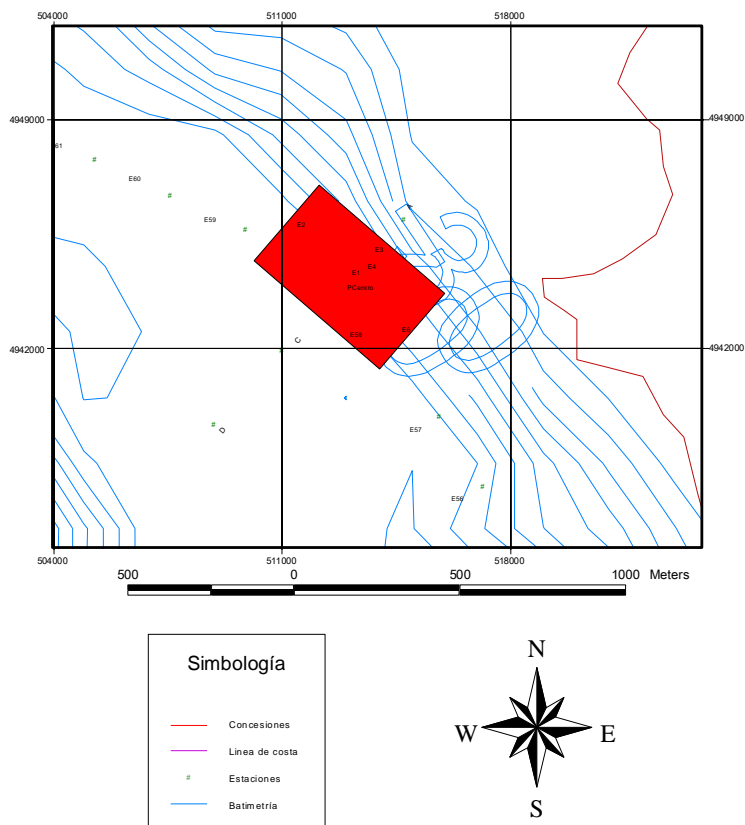 504000 511000 518000
4949000 4949000
61
E60
E59
E2
E3
E4
E1
PCentro
E58
C
4942000 4942000
D
E57
E56
504000 511000 518000
500 0 500 1000 Meters
Simbología
Concesiones
Linea de costa
Estaciones
Batimetría
N
W E
S